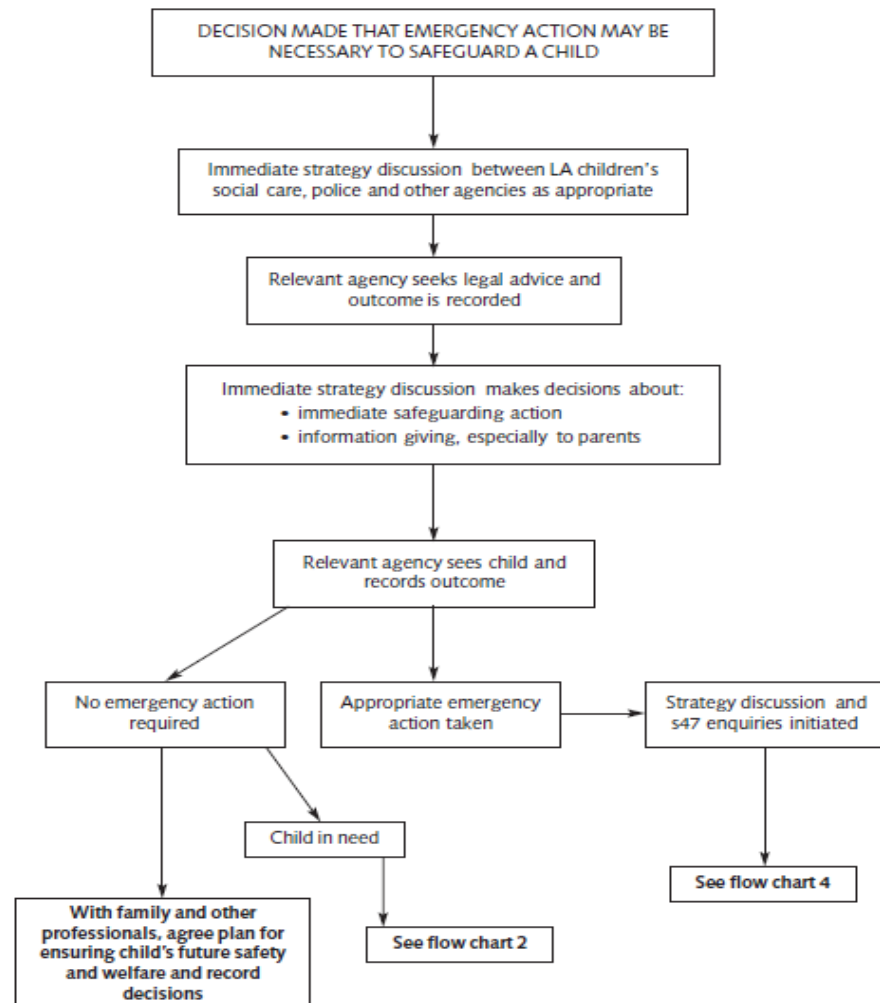 DECISION MADE THAT EMERGENCY ACTION MAY BE
NECESSARY TO SAFEGUARD A CHILD
Immediate strategy discussion between LA children's
social care, police and other agencies as appropriate
Relevant agency seeks legal advice and
outcome is recorded
Immediate strategy discussion makes decisions about:
• immediate safeguarding action
• information giving, especially to parents
Relevant agency sees child and
records outcome
No emergency action
required
Appropriate emergency
action taken
Strategy discussion and
s47 enquiries initiated
Child in need
See flow chart 4
With family and other
professionals, agree plan for
ensuring child's future safety
and welfare and record
decisions
See flow chart 2